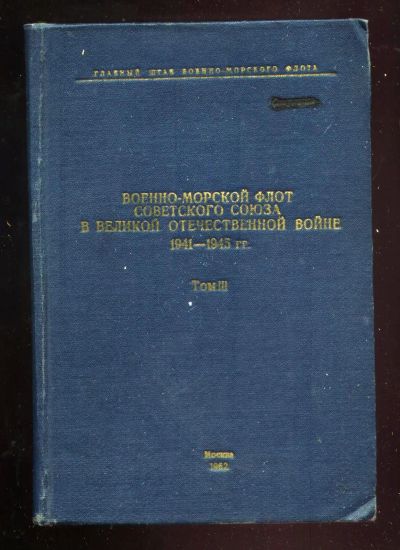 ГЛАВНЫЙ ШТАБ ВОЕННО-МОРСКОГО ФЛОТА
ВОЕННО-МОРСКОЙ ФЛОТ
СОВЕТСКОГО СОЮЗА
В ВЕЛИКОЙ ОТЕЧЕСТВЕННОЙ ВОЙНЕ
1941—1945 гг.
Том III
Москва
1962